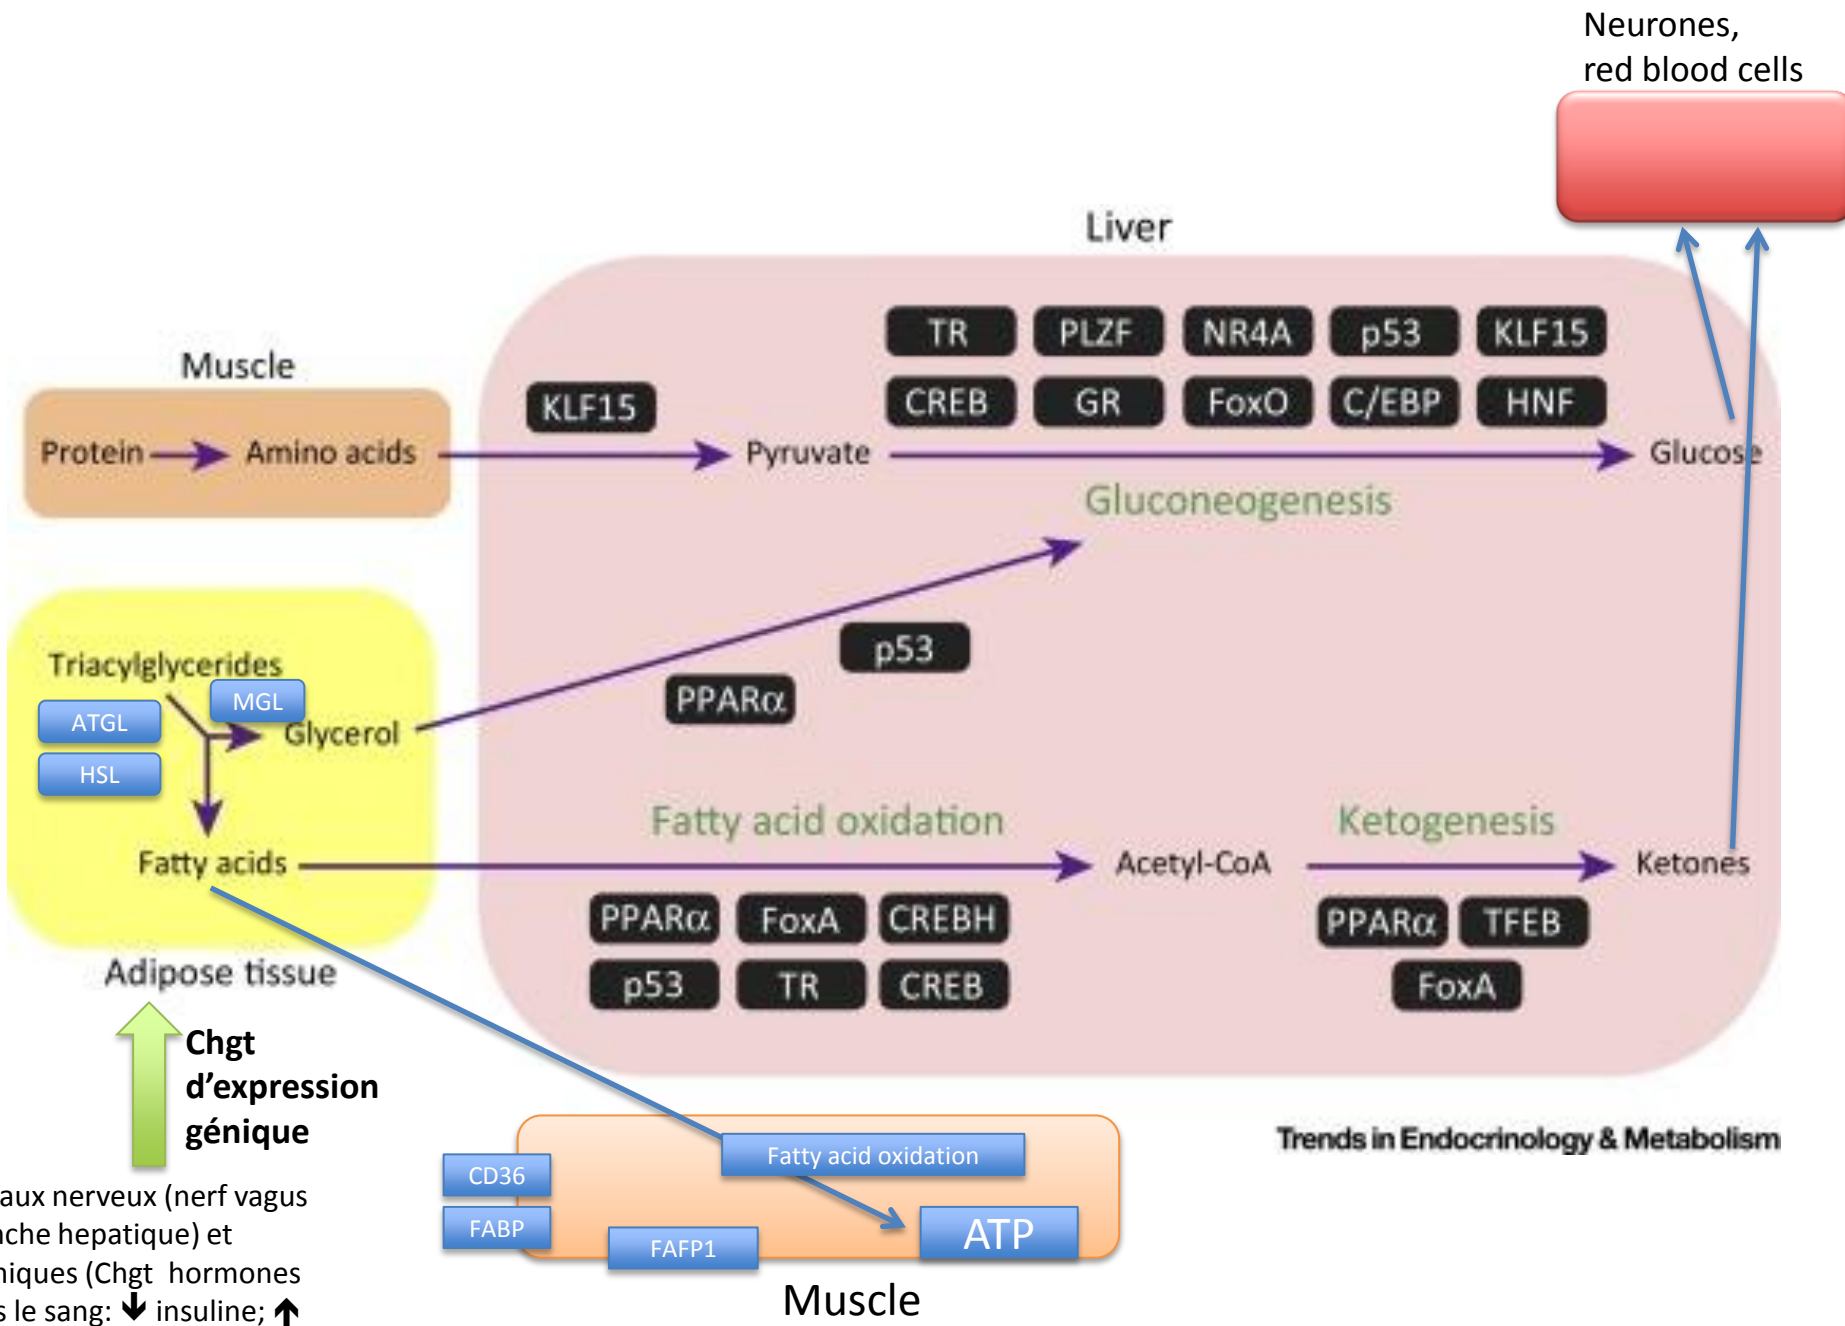 Neurones,
red blood cells
Liver
TR PLZF NR4A p53 KLF15
CREB GR FoxO C/EBP HNF
Muscle
KLF15
Protein Amino acids Pyruvate Glucose
Gluconeogenesis
p53
PPARα
Triacylglycerides
MGL
ATGL
Glycerol
HSL
Fatty acid oxidation Ketogenesis
Fatty acids Acetyl-CoA Ketones
PPARα FoxA CREBH
p53 TR CREB
PPARα TFEB
FoxA
Adipose tissue
Chgt
d’expression
génique
Trends in Endocrinology & Metabolism
Fatty acid oxidation
CD36
FABP
FAFP1
ATP
Muscle
aux nerveux (nerf vagus
che hepatique) et
niques (Chgt hormones
s le sang: 🡻 insuline; 🡹